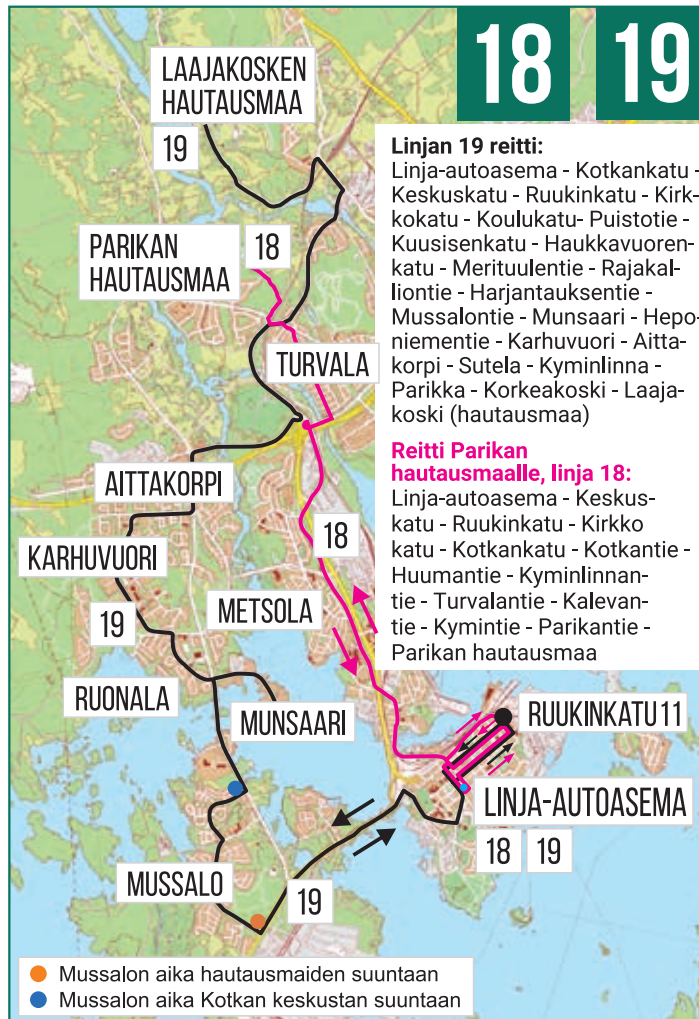 18 19
LAAJAKOSKEN
HAUTAUSMAA
19
Linjan 19 reitti:
Linja-autoasema - Kotkankatu -
Keskuskatu - Ruukinkatu - Kirk-
kokatu - Koulukatu- Puistotie -
Kuusisenkatu - Haukkavuoren-
katu - Merituulentie - Rajakal-
liontie - Harjantauksentie -
Mussalontie - Munsaari - Hepo-
niementie - Karhuvuori - Aitta-
korpi - Sutela - Kyminlinna -
Parikka - Korkeakoski - Laaja-
koski (hautausmaa)
Reitti Parikan
hautausmaalle, linja 18:
Linja-autoasema - Keskus-
katu - Ruukinkatu - Kirkko
katu - Kotkankatu - Kotkantie -
Huumantie - Kyminlinnan-
tie - Turvalantie - Kalevan-
tie - Kymintie - Parikantie -
Parikan hautausmaa
PARIKAN
HAUTAUSMAA
18
TURVALA
AITTAKORPI
18
KARHUVUORI
METSOLA
19
RUONALA
MUNSAARI
RUUKINKATU 11
LINJA-AUTOASEMA
18 19
MUSSALO
19
Mussalon aika hautausmaiden suuntaan
Mussalon aika Kotkan keskustan suuntaan